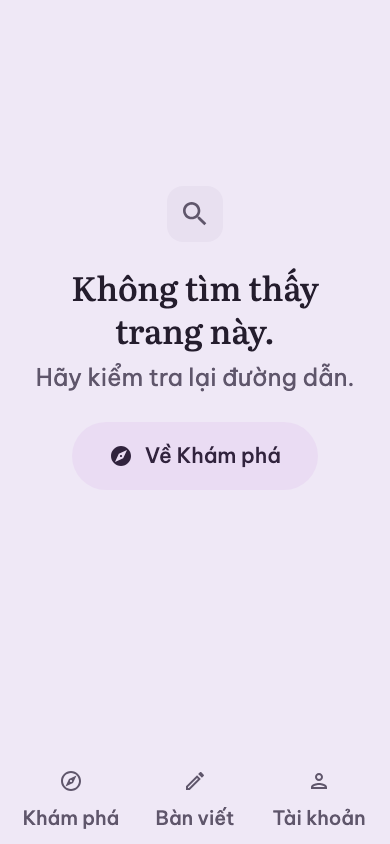 Không tìm thấy
trang này.
Hãy kiểm tra lại đường dẫn.
Về Khám phá
Khám phá
Bàn viết
Tài khoản